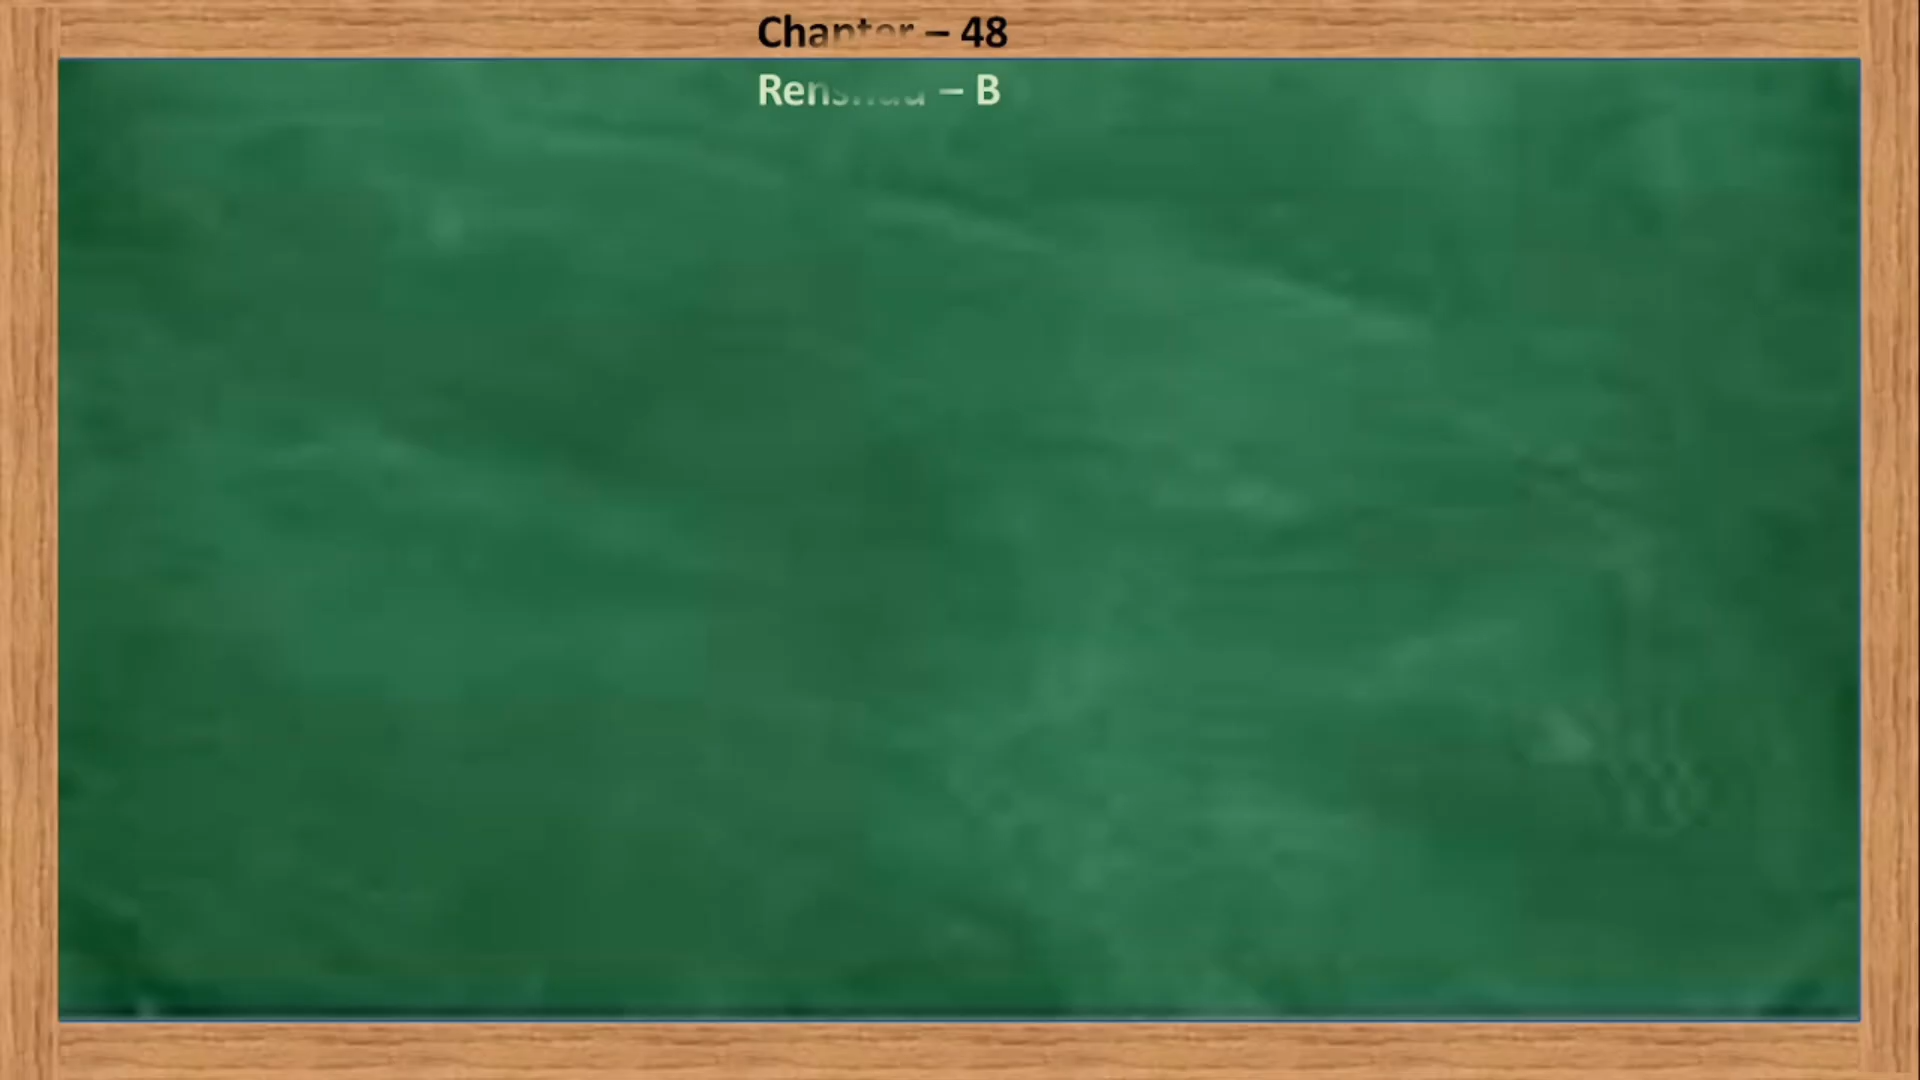 Chapter – 48
– B